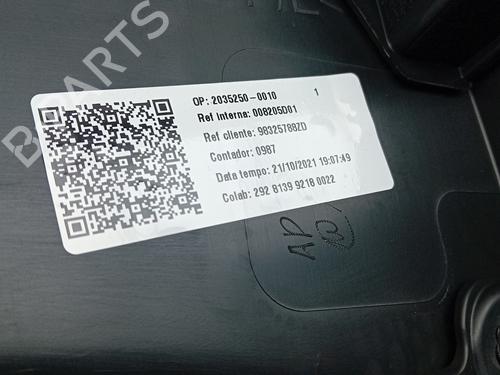 OP: 2035250-0010 1
Ref Interna: 008205D01
Ref cliente: 98325788ZD
Contador: 0987
Data tempo: 21/10/2021 19:07:49
Colab: 292 8139 9218 0022
AP